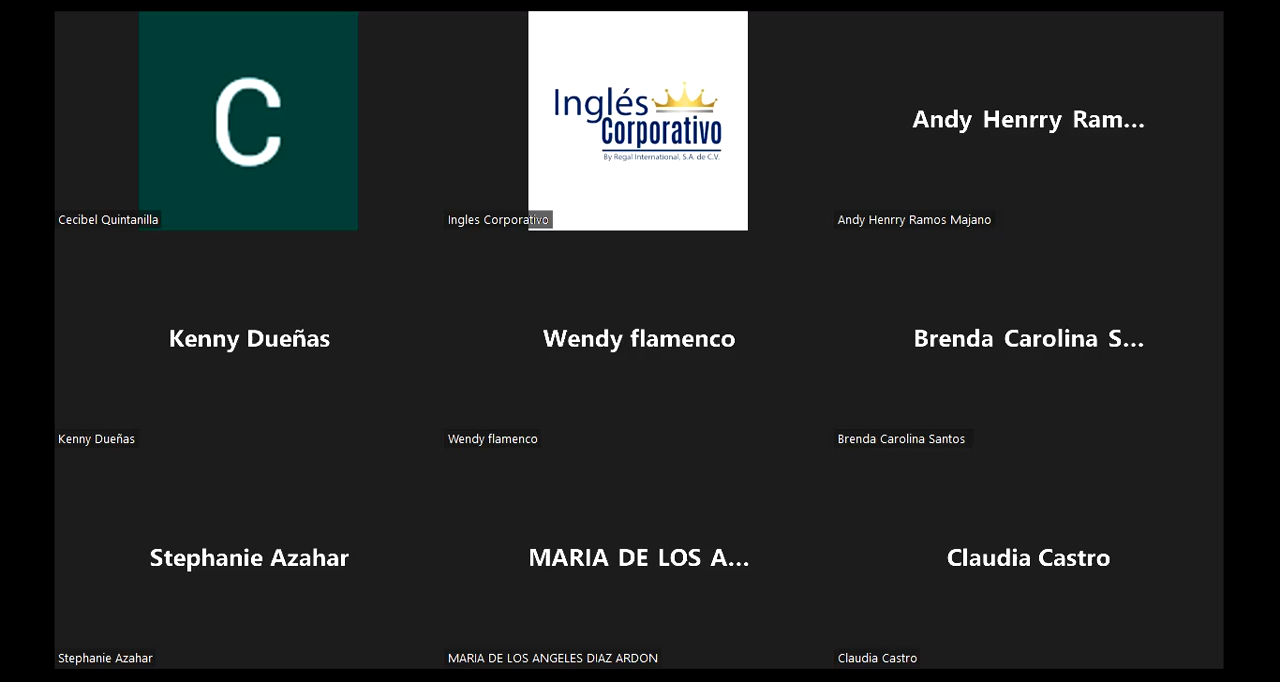 C
Inglés
Corporativo
By Regal International, S.A. de C.V.
Andy Henrry Ram...
Cecibel Quintanilla
Ingles Corporativo
Andy Henrry Ramos Majano
Kenny Dueñas
Wendy flamenco
Brenda Carolina S...
Kenny Dueñas
Wendy flamenco
Brenda Carolina Santos
Stephanie Azahar
MARIA DE LOS A...
Claudia Castro
Stephanie Azahar
MARIA DE LOS ANGELES DIAZ ARDON
Claudia Castro